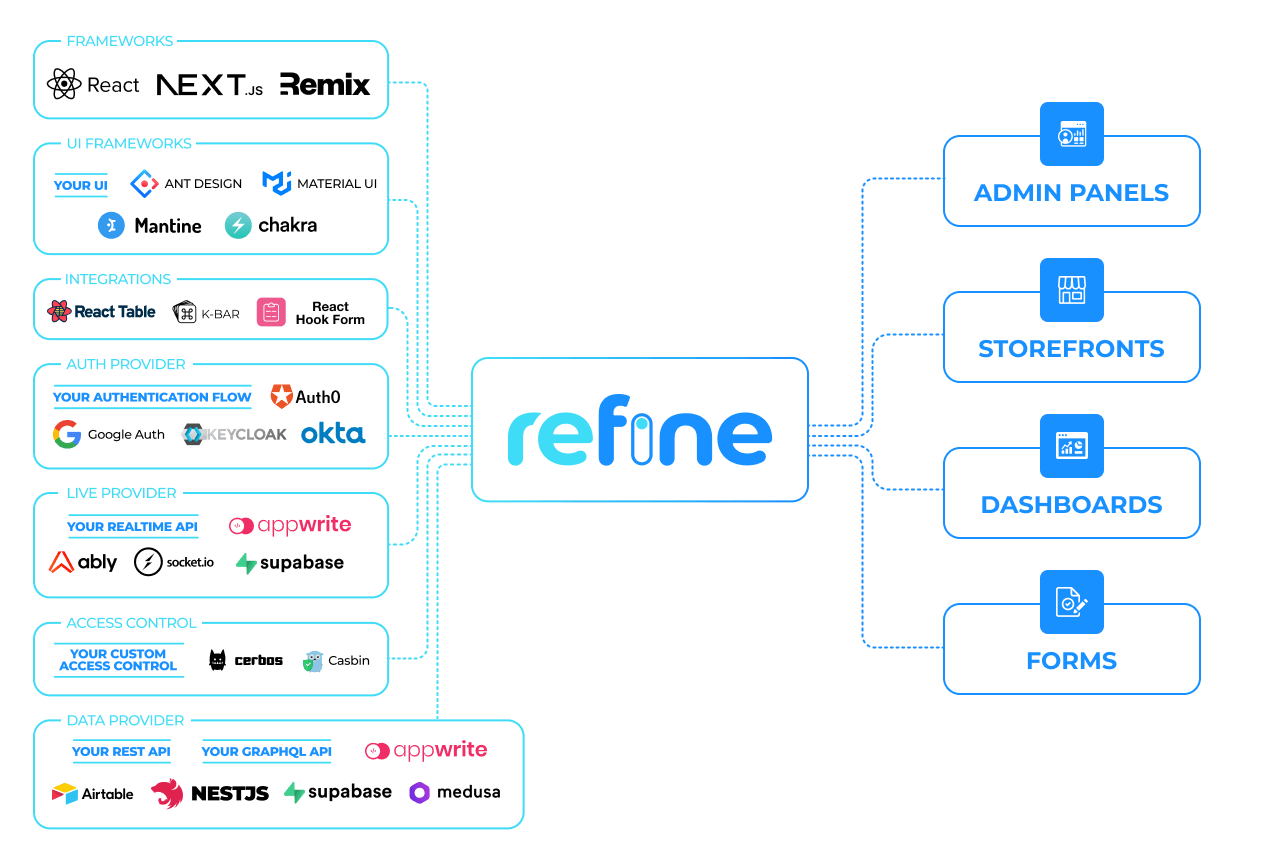 FRAMEWORKS
React NEXT.JS Remix
UI FRAMEWORKS
YOUR UI ANT DESIGN MATERIAL UI
Mantine chakra
INTEGRATIONS
React Table K-BAR React
Hook Form
AUTH PROVIDER
YOUR AUTHENTICATION FLOW Auth0
Google Auth KEYCLOAK okta
LIVE PROVIDER
YOUR REALTIME API appwrite
ably socket.io supabase
ACCESS CONTROL
YOUR CUSTOM
ACCESS CONTROL cerbos Casbin
DATA PROVIDER
YOUR REST API YOUR GRAPHQL API appwrite
Airtable NESTJS supabase medusa
refine
ADMIN PANELS
STOREFRONTS
DASHBOARDS
FORMS